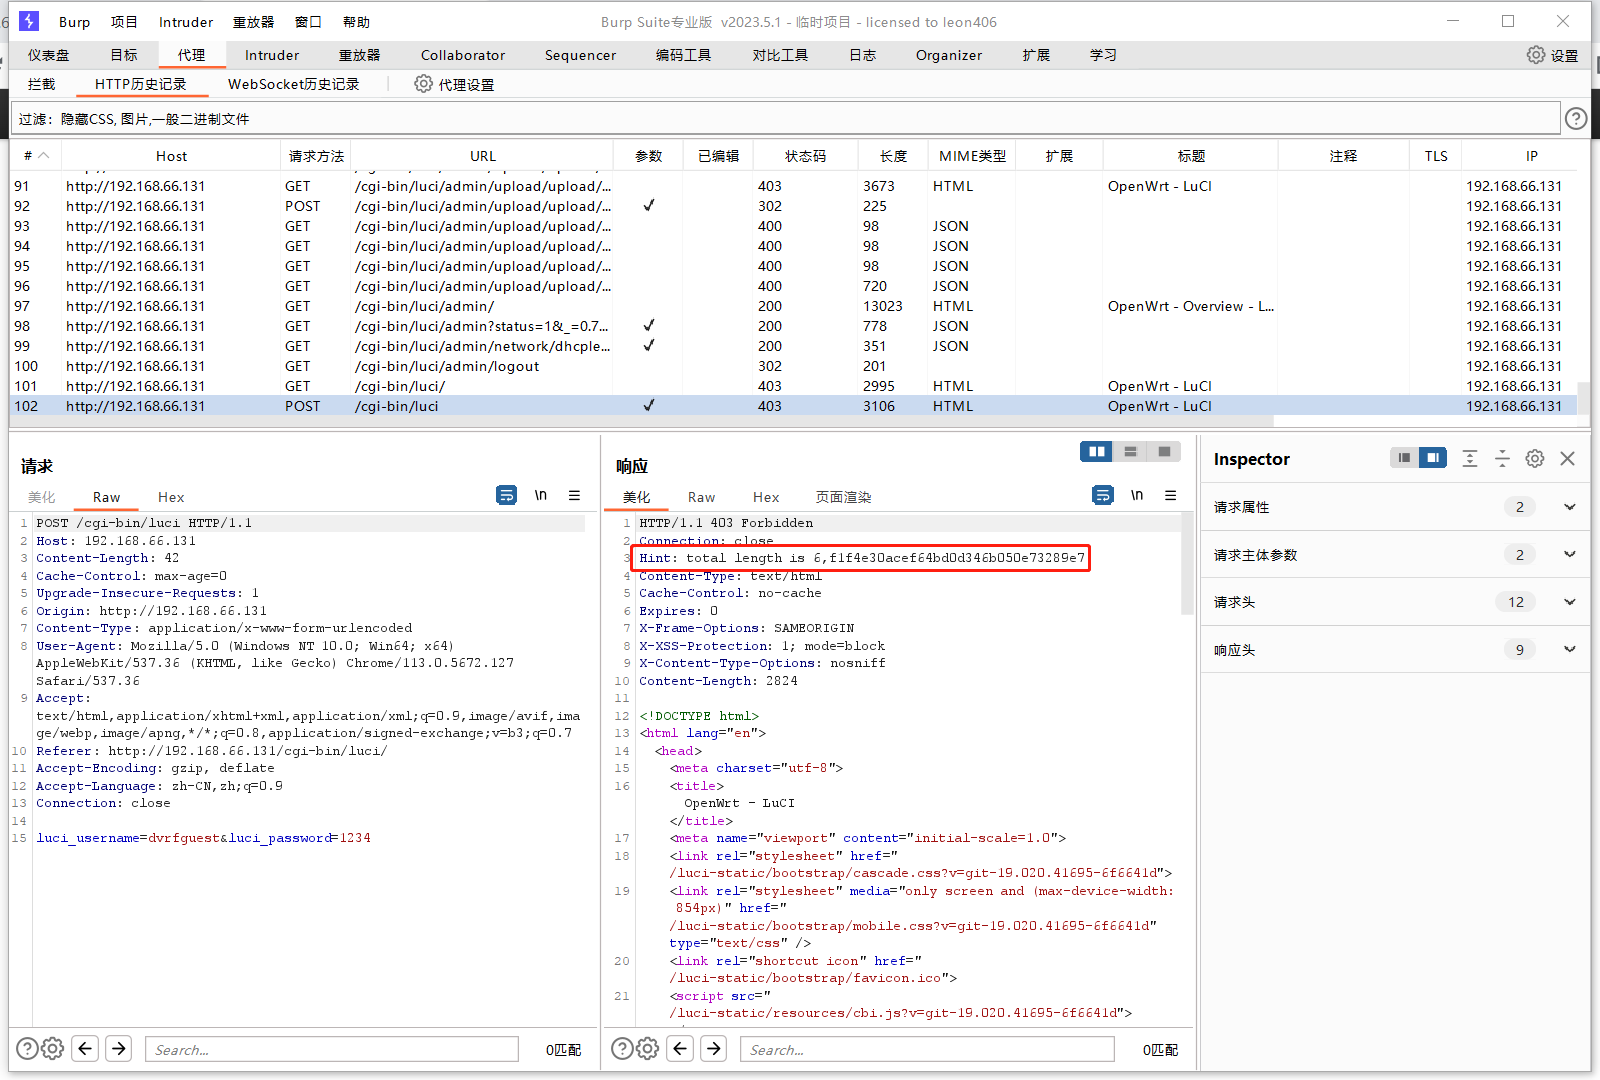 Burp 项目 Intruder 重放器 窗口 帮助 Burp Suite专业版 v2023.5.1 - 临时项目 - licensed to leon406
仪表盘 目标 代理 Intruder 重放器 Collaborator Sequencer 编码工具 对比工具 日志 Organizer 扩展 学习 设置
拦截 HTTP历史记录 WebSocket历史记录 代理设置
过滤: 隐藏CSS, 图片,一般二进制文件
# Host 请求方法 URL 参数 已编辑 状态码 长度 MIME类型 扩展 标题 注释 TLS IP
91 http://192.168.66.131 GET /cgi-bin/luci/admin/upload/upload/... 403 3673 HTML OpenWrt - LuCI 192.168.66.131
92 http://192.168.66.131 POST /cgi-bin/luci/admin/upload/upload/... ✓ 302 225 192.168.66.131
93 http://192.168.66.131 GET /cgi-bin/luci/admin/upload/upload/... 400 98 JSON 192.168.66.131
94 http://192.168.66.131 GET /cgi-bin/luci/admin/upload/upload/... 400 98 JSON 192.168.66.131
95 http://192.168.66.131 GET /cgi-bin/luci/admin/upload/upload/... 400 98 JSON 192.168.66.131
96 http://192.168.66.131 GET /cgi-bin/luci/admin/upload/upload/... 400 720 JSON 192.168.66.131
97 http://192.168.66.131 GET /cgi-bin/luci/admin/ 200 13023 HTML OpenWrt - Overview - L... 192.168.66.131
98 http://192.168.66.131 GET /cgi-bin/luci/admin?status=1&_=0.7... ✓ 200 778 JSON 192.168.66.131
99 http://192.168.66.131 GET /cgi-bin/luci/admin/network/dhcple... ✓ 200 351 JSON 192.168.66.131
100 http://192.168.66.131 GET /cgi-bin/luci/admin/logout 302 201 192.168.66.131
101 http://192.168.66.131 GET /cgi-bin/luci/ 403 2995 HTML OpenWrt - LuCI 192.168.66.131
102 http://192.168.66.131 POST /cgi-bin/luci ✓ 403 3106 HTML OpenWrt - LuCI 192.168.66.131
请求
美化 Raw Hex \n
1 POST /cgi-bin/luci HTTP/1.1
2 Host: 192.168.66.131
3 Content-Length: 42
4 Cache-Control: max-age=0
5 Upgrade-Insecure-Requests: 1
6 Origin: http://192.168.66.131
7 Content-Type: application/x-www-form-urlencoded
8 User-Agent: Mozilla/5.0 (Windows NT 10.0; Win64; x64)
AppleWebKit/537.36 (KHTML, like Gecko) Chrome/113.0.5672.127
Safari/537.36
9 Accept:
text/html,application/xhtml+xml,application/xml;q=0.9,image/avif,ima
ge/webp,image/apng,*/*;q=0.8,application/signed-exchange;v=b3;q=0.7
10 Referer: http://192.168.66.131/cgi-bin/luci/
11 Accept-Encoding: gzip, deflate
12 Accept-Language: zh-CN,zh;q=0.9
13 Connection: close
14
15 luci_username=dvrfguest&luci_password=1234
Search... 0匹配
响应
美化 Raw Hex 页面渲染 \n
1 HTTP/1.1 403 Forbidden
2 Connection: close
3 Hint: total length is 6,f1f4e30acef64bd0d346b050e73289e7
4 Content-Type: text/html
5 Cache-Control: no-cache
6 Expires: 0
7 X-Frame-Options: SAMEORIGIN
8 X-XSS-Protection: 1; mode=block
9 X-Content-Type-Options: nosniff
10 Content-Length: 2824
11
12 <!DOCTYPE html>
13 <html lang="en">
14 <head>
15 <meta charset="utf-8">
16 <title>
OpenWrt - LuCI
</title>
17 <meta name="viewport" content="initial-scale=1.0">
18 <link rel="stylesheet" href="
/luci-static/bootstrap/cascade.css?v=git-19.020.41695-6f6641d">
19 <link rel="stylesheet" media="only screen and (max-device-width:
854px)" href="
/luci-static/bootstrap/mobile.css?v=git-19.020.41695-6f6641d"
type="text/css" />
20 <link rel="shortcut icon" href="
/luci-static/bootstrap/favicon.ico">
21 <script src="
/luci-static/resources/cbi.js?v=git-19.020.41695-6f6641d">
Search... 0匹配
Inspector
请求属性 2
请求主体参数 2
请求头 12
响应头 9